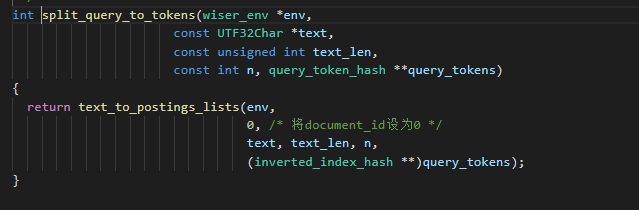 int split_query_to_tokens(wiser_env *env,
const UTF32Char *text,
const unsigned int text_len,
const int n, query_token_hash **query_tokens)
{
return text_to_postings_lists(env,
0, /* 将document_id设为0 */
text, text_len, n,
(inverted_index_hash **)query_tokens);
}